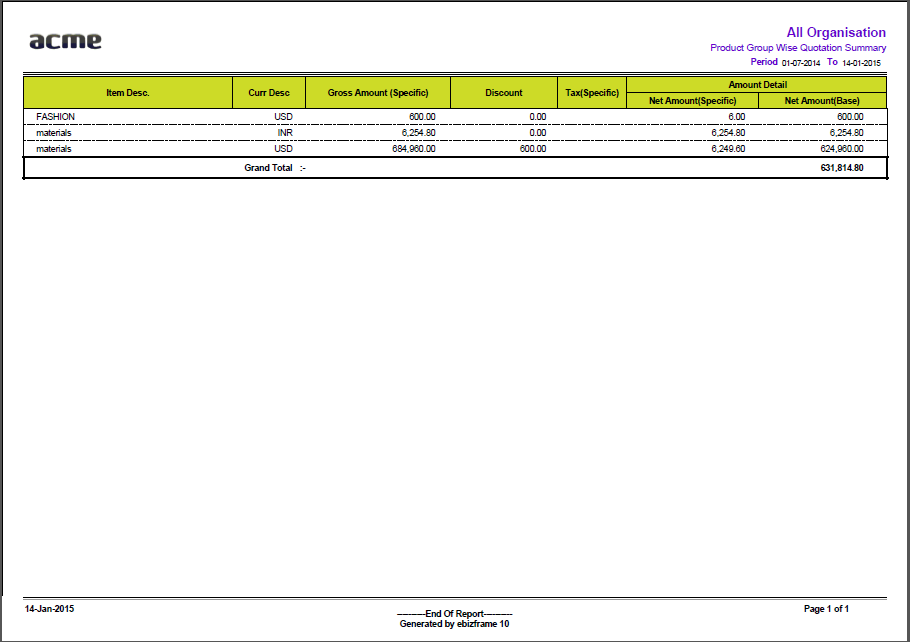 acme
All Organisation
Product Group Wise Quotation Summary
Period 01-07-2014 To 14-01-2015
Item Desc. Curr Desc Gross Amount (Specific) Discount Tax(Specific) Amount Detail
Net Amount(Specific) Net Amount(Base)
FASHION USD 600.00 0.00 6.00 600.00
materials INR 6,254.80 0.00 6,254.80 6,254.80
materials USD 684,960.00 600.00 6,249.60 624,960.00
Grand Total :- 631,814.80
14-Jan-2015
----------End Of Report----------
Page 1 of 1
Generated by ebizframe 10